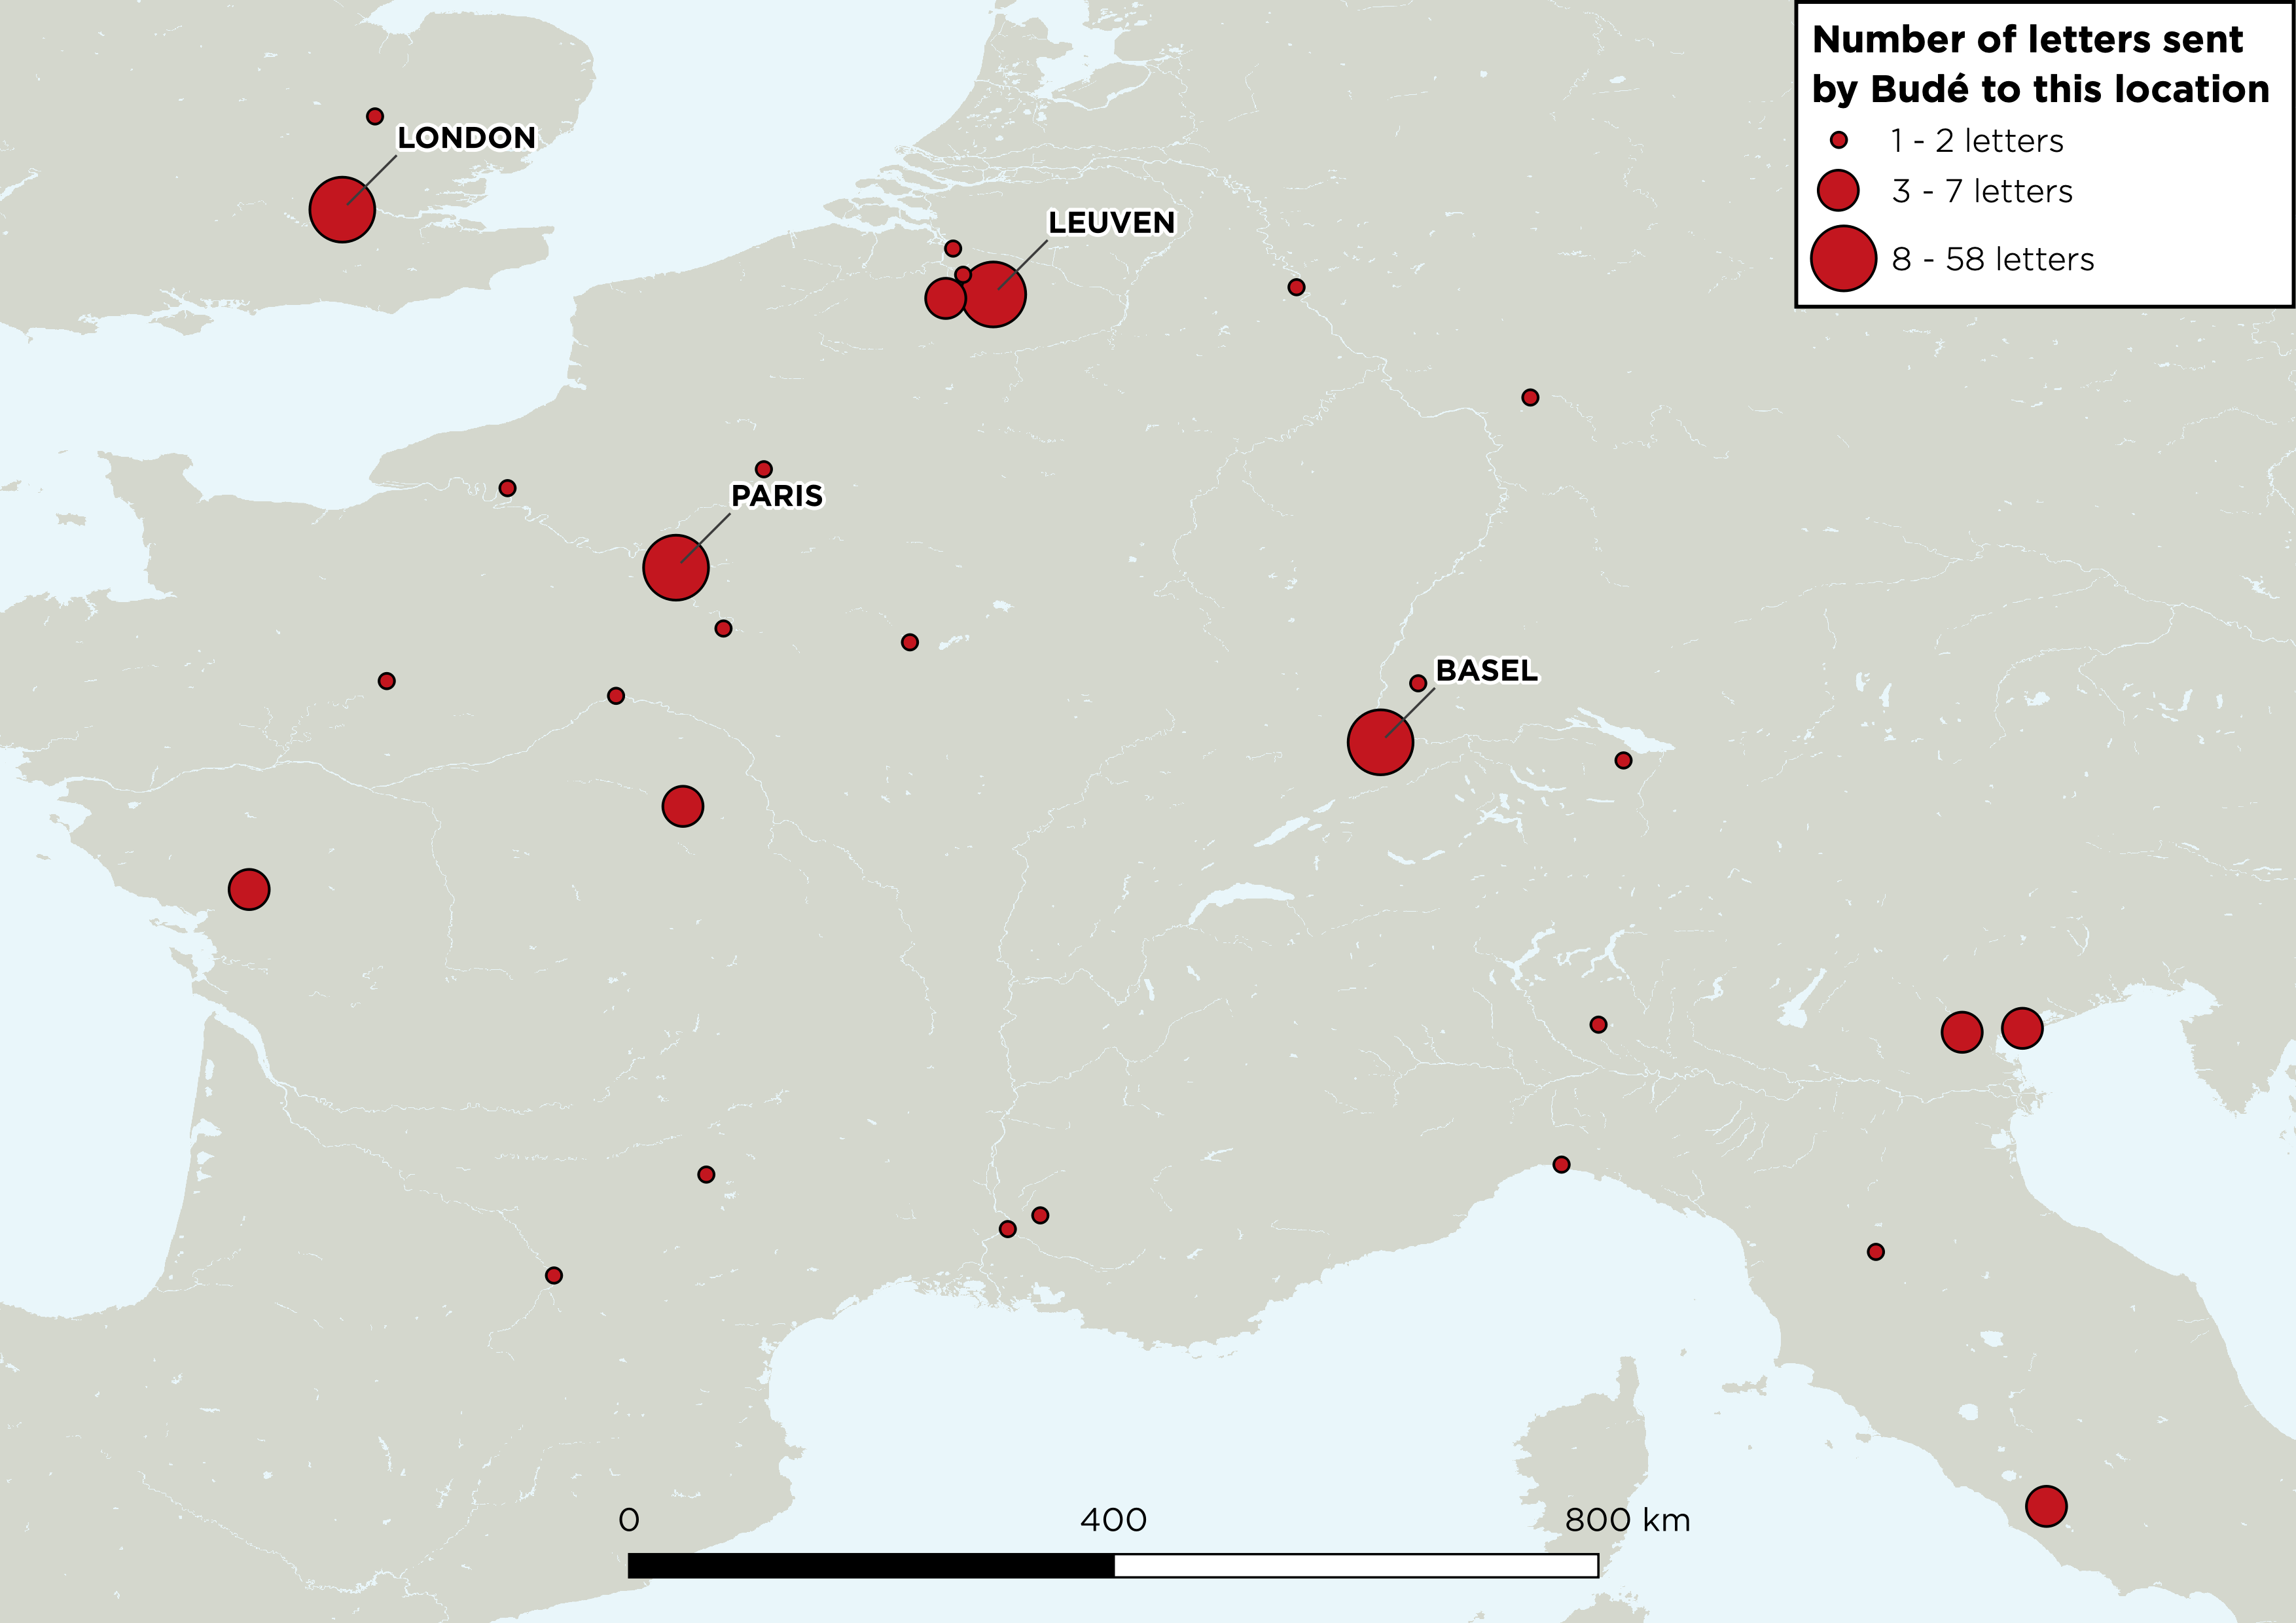 Number of letters sent
by Budé to this location
1 - 2 letters
3 - 7 letters
8 - 58 letters
LONDON
LEUVEN
PARIS
BASEL
0 400 800 km